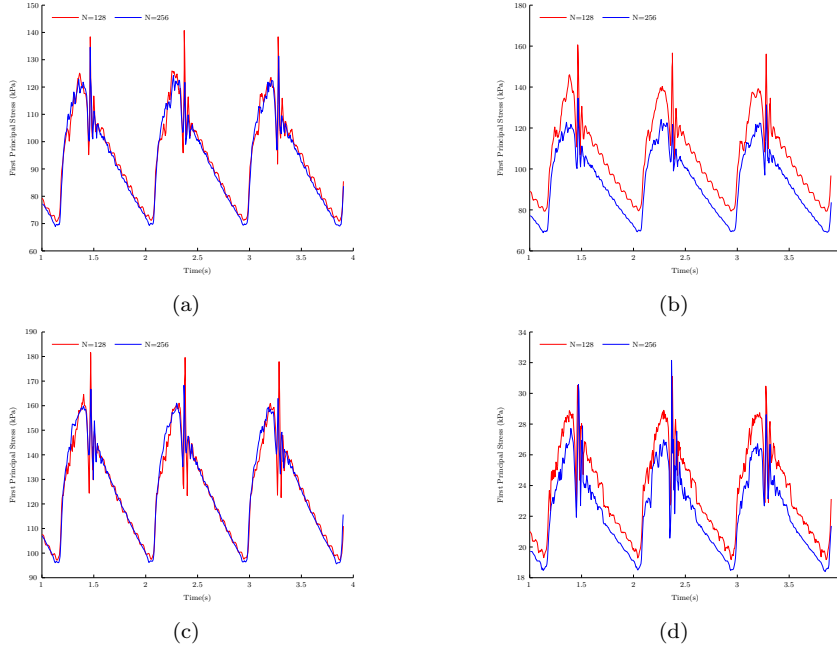 150
140
130
120
110
100
90
80
70
60
First Principal Stress (kPa)
N=128 N=256
1 1.5 2 2.5 3 3.5 4
Time(s)
(a)
180
160
140
120
100
80
60
First Principal Stress (kPa)
N=128 N=256
1 1.5 2 2.5 3 3.5
Time(s)
(b)
190
180
170
160
150
140
130
120
110
100
90
First Principal Stress (kPa)
N=128 N=256
1 1.5 2 2.5 3 3.5 4
Time(s)
(c)
34
32
30
28
26
24
22
20
18
First Principal Stress (kPa)
N=128 N=256
1 1.5 2 2.5 3 3.5
Time(s)
(d)